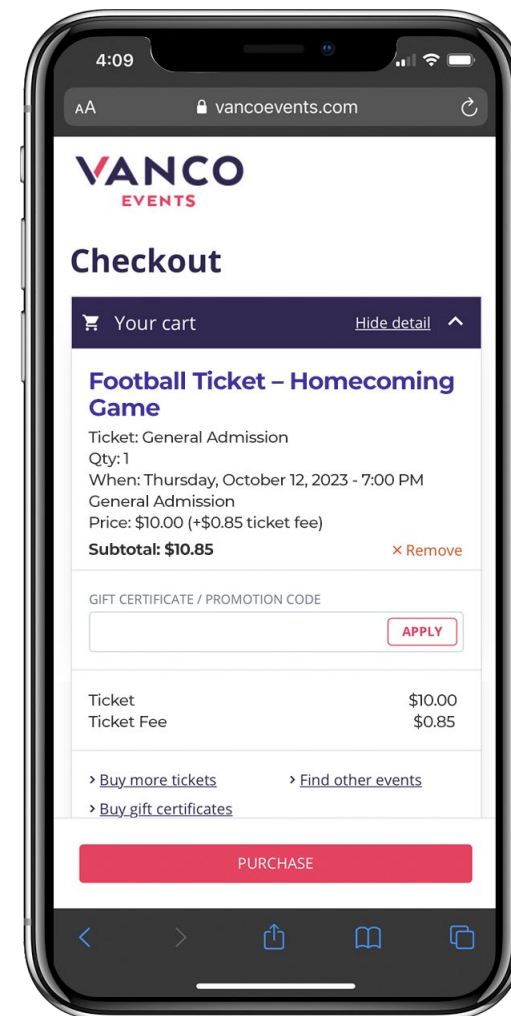 4:09
AA vancoevents.com
VANCO
EVENTS
Checkout
Your cart Hide detail
Football Ticket – Homecoming
Game
Ticket: General Admission
Qty: 1
When: Thursday, October 12, 2023 - 7:00 PM
General Admission
Price: $10.00 (+$0.85 ticket fee)
Subtotal: $10.85 × Remove
GIFT CERTIFICATE / PROMOTION CODE
APPLY
Ticket $10.00
Ticket Fee $0.85
Buy more tickets Find other events
Buy gift certificates
PURCHASE